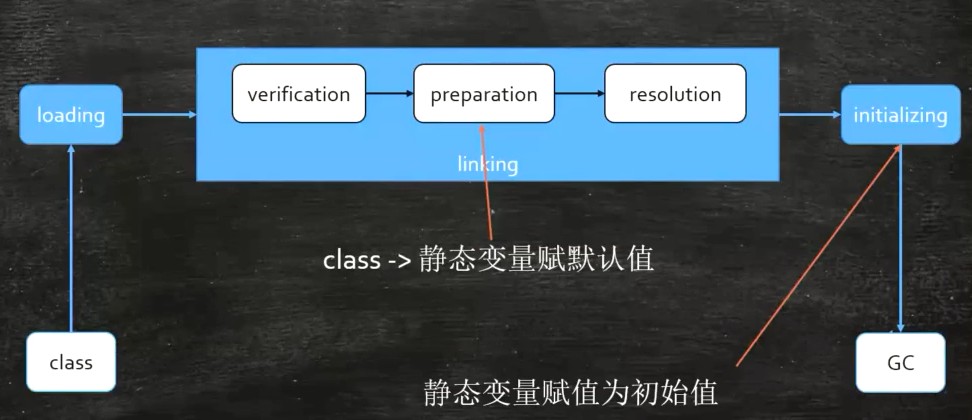 verification
preparation
resolution
loading
initializing
linking
class -> 静态变量赋默认值
class
GC
静态变量赋值为初始值